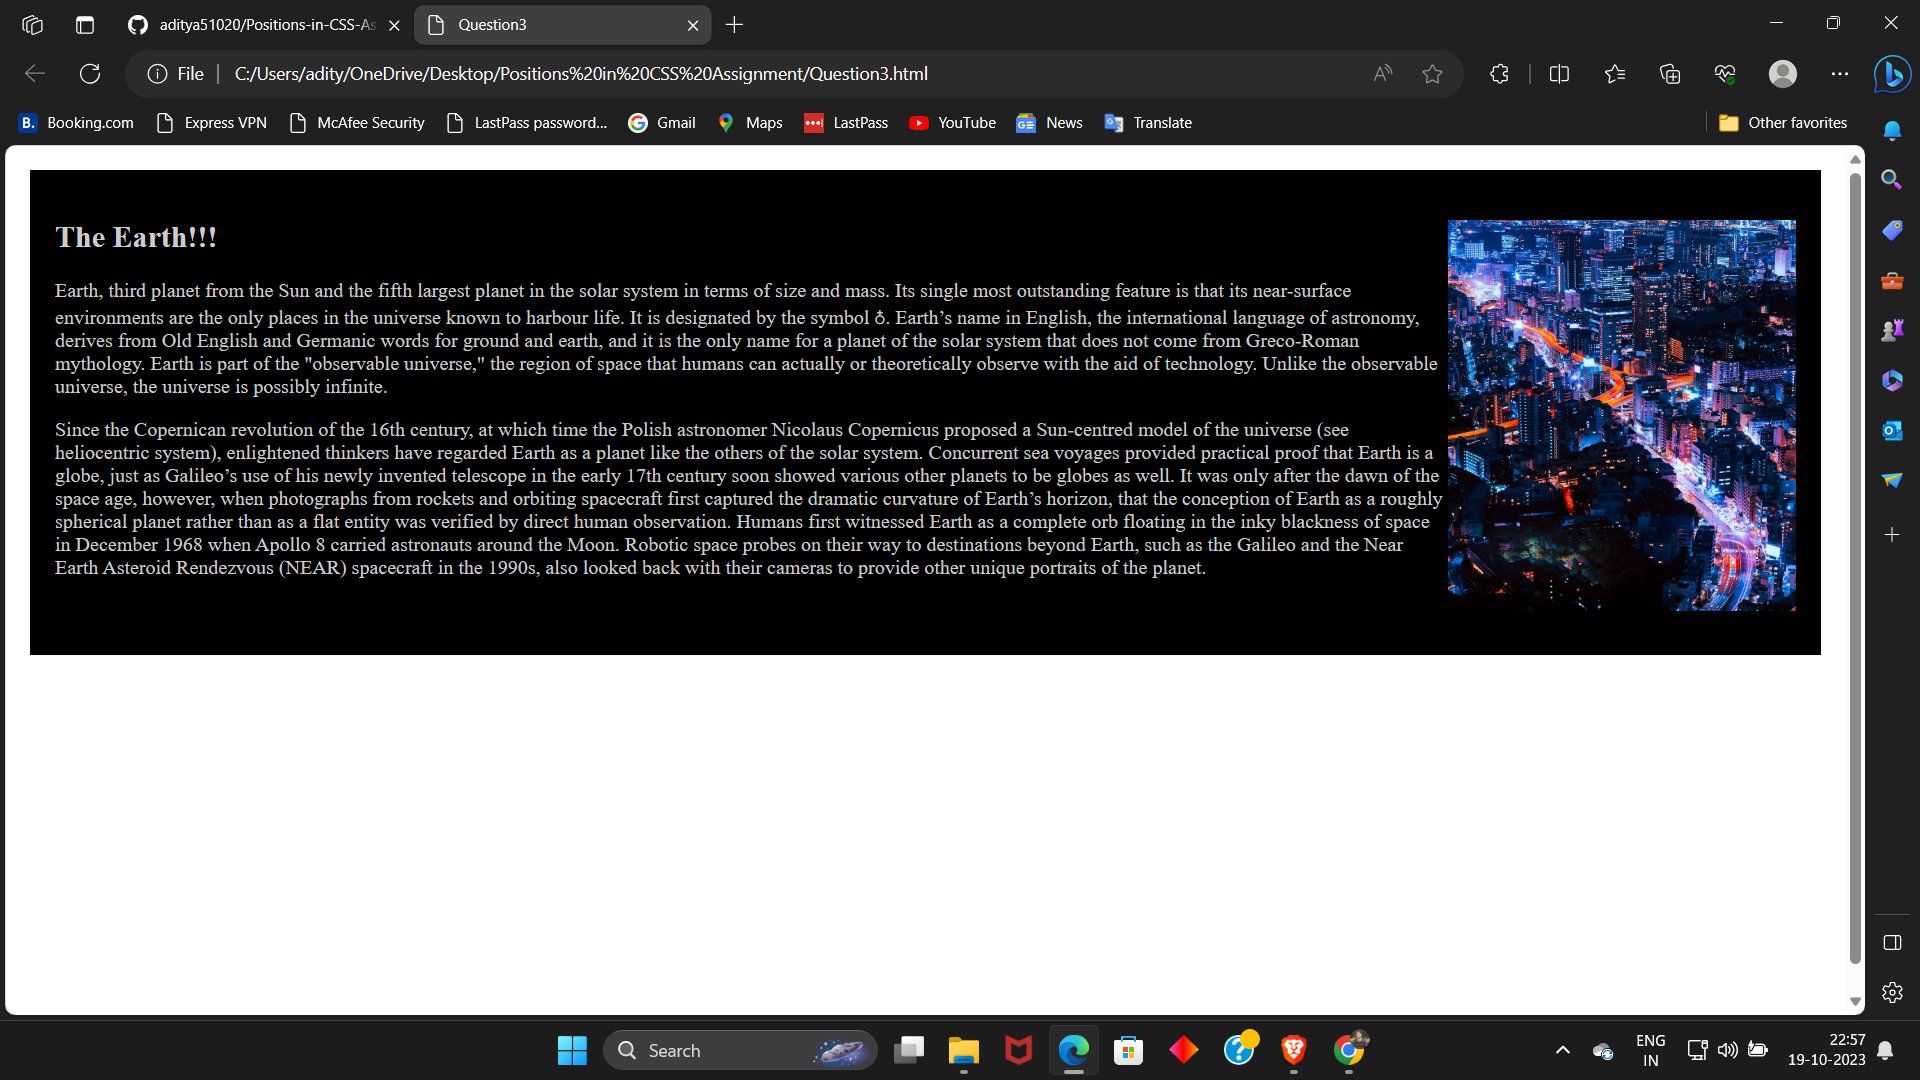 aditya51020/Positions-in-CSS-As
Question3
File
C:/Users/adity/OneDrive/Desktop/Positions%20in%20CSS%20Assignment/Question3.html
B. Booking.com
Express VPN
McAfee Security
LastPass password...
Gmail
Maps
LastPass
YouTube
News
Translate
Other favorites
The Earth!!!
Earth, third planet from the Sun and the fifth largest planet in the solar system in terms of size and mass. Its single most outstanding feature is that its near-surface
environments are the only places in the universe known to harbour life. It is designated by the symbol ♁. Earth’s name in English, the international language of astronomy,
derives from Old English and Germanic words for ground and earth, and it is the only name for a planet of the solar system that does not come from Greco-Roman
mythology. Earth is part of the "observable universe," the region of space that humans can actually or theoretically observe with the aid of technology. Unlike the observable
universe, the universe is possibly infinite.
Since the Copernican revolution of the 16th century, at which time the Polish astronomer Nicolaus Copernicus proposed a Sun-centred model of the universe (see
heliocentric system), enlightened thinkers have regarded Earth as a planet like the others of the solar system. Concurrent sea voyages provided practical proof that Earth is a
globe, just as Galileo’s use of his newly invented telescope in the early 17th century soon showed various other planets to be globes as well. It was only after the dawn of the
space age, however, when photographs from rockets and orbiting spacecraft first captured the dramatic curvature of Earth’s horizon, that the conception of Earth as a roughly
spherical planet rather than as a flat entity was verified by direct human observation. Humans first witnessed Earth as a complete orb floating in the inky blackness of space
in December 1968 when Apollo 8 carried astronauts around the Moon. Robotic space probes on their way to destinations beyond Earth, such as the Galileo and the Near
Earth Asteroid Rendezvous (NEAR) spacecraft in the 1990s, also looked back with their cameras to provide other unique portraits of the planet.
Search
ENG
IN
22:57
19-10-2023